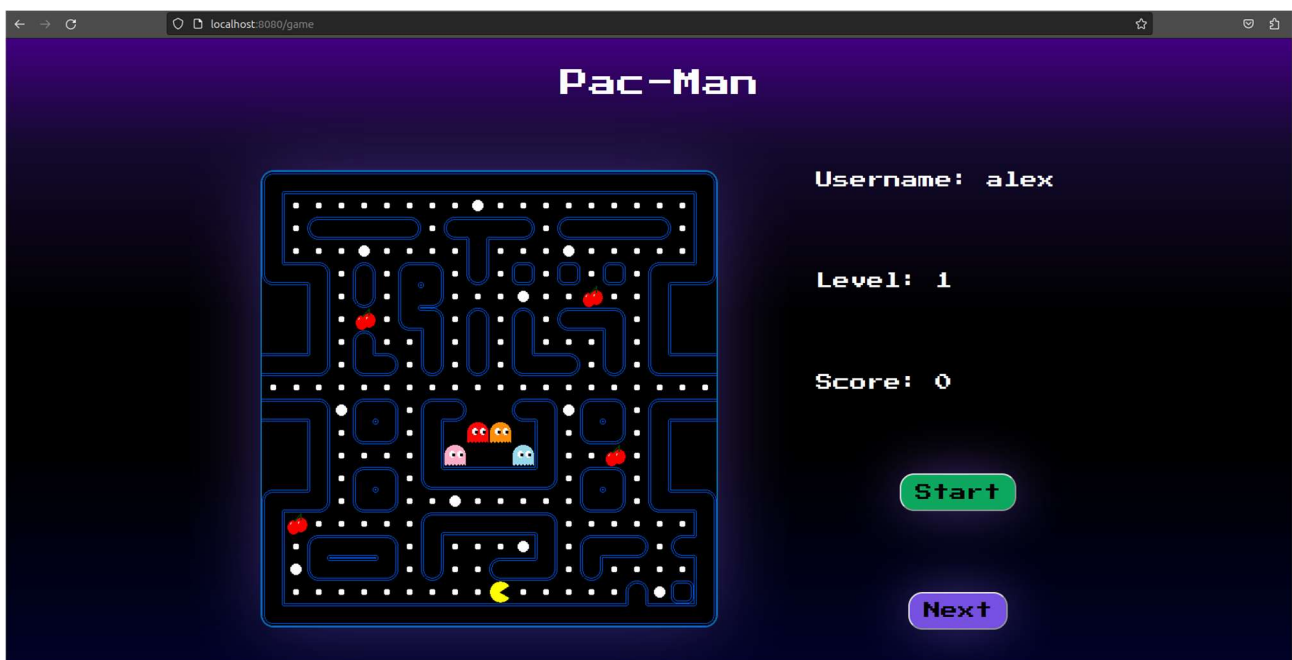 localhost:8080/game
Pac-Man
Username: alex
Level: 1
Score: 0
Start
Next